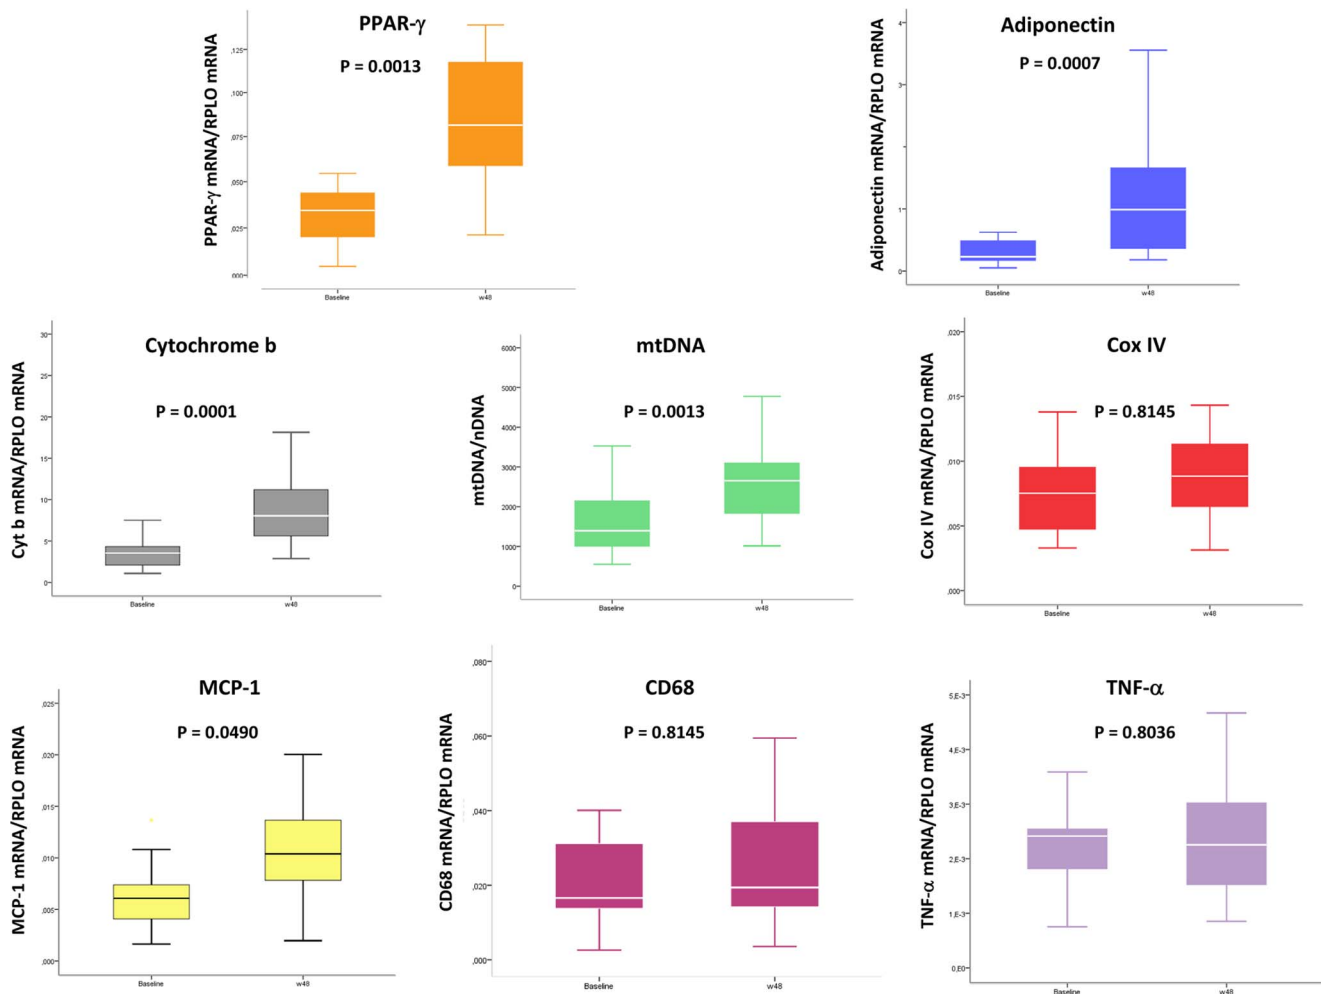 PPAR-γ
P = 0.0013
PPAR-γ mRNA/RPLO mRNA
,125
,100
,075
,050
,025
,000
Baseline
w48
Adiponectin
P = 0.0007
Adiponectin mRNA/RPLO mRNA
4
3
1
0
Baseline
w48
Cytochrome b
P = 0.0001
Cyt b mRNA/RPLO mRNA
30
25
20
15
10
5
0
Baseline
w48
mtDNA
P = 0.0013
mtDNA/nDNA
6000
5000
4000
3000
2000
1000
0
Baseline
w48
Cox IV
P = 0.8145
Cox IV mRNA/RPLO mRNA
,020
,015
,010
,005
,000
Baseline
w48
MCP-1
P = 0.0490
MCP-1 mRNA/RPLO mRNA
,025
,020
,015
,010
,005
,000
Baseline
w48
CD68
P = 0.8145
CD68 mRNA/RPLO mRNA
,080
,060
,040
,020
,000
Baseline
w48
TNF-α
P = 0.8036
TNF-α mRNA/RPLO mRNA
5,E-3
4,E-3
3,E-3
2,E-3
1,E-3
0,E0
Baseline
w48